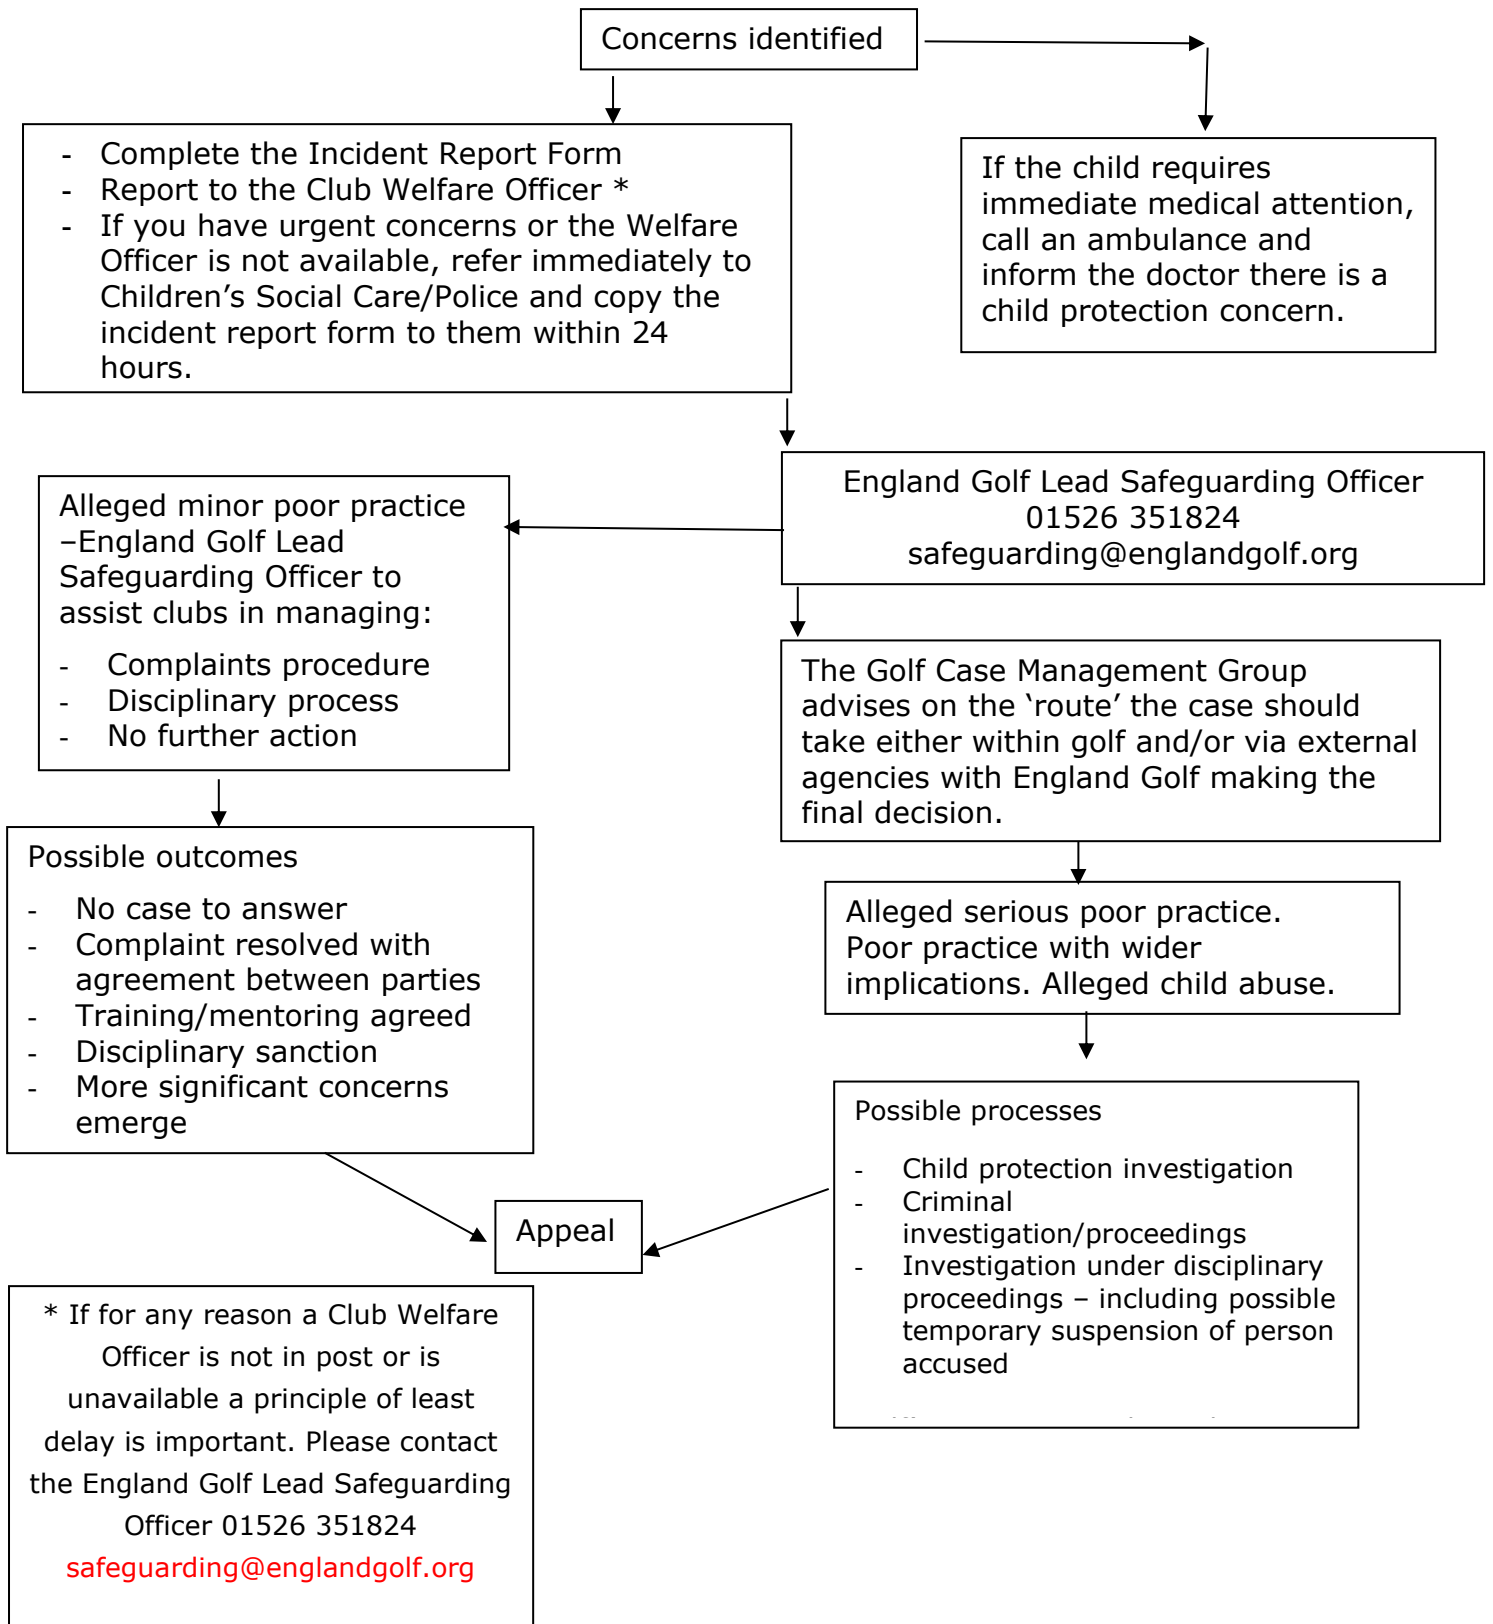 Concerns identified
- Complete the Incident Report Form
- Report to the Club Welfare Officer *
- If you have urgent concerns or the Welfare
Officer is not available, refer immediately to
Children’s Social Care/Police and copy the
incident report form to them within 24
hours.
If the child requires
immediate medical attention,
call an ambulance and
inform the doctor there is a
child protection concern.
England Golf Lead Safeguarding Officer
01526 351824
safeguarding@englandgolf.org
Alleged minor poor practice
–England Golf Lead
Safeguarding Officer to
assist clubs in managing:
- Complaints procedure
- Disciplinary process
- No further action
The Golf Case Management Group
advises on the ‘route’ the case should
take either within golf and/or via external
agencies with England Golf making the
final decision.
Possible outcomes
- No case to answer
- Complaint resolved with
agreement between parties
- Training/mentoring agreed
- Disciplinary sanction
- More significant concerns
emerge
Alleged serious poor practice.
Poor practice with wider
implications. Alleged child abuse.
Possible processes
- Child protection investigation
- Criminal
investigation/proceedings
- Investigation under disciplinary
proceedings – including possible
temporary suspension of person
accused
Appeal
* If for any reason a Club Welfare
Officer is not in post or is
unavailable a principle of least
delay is important. Please contact
the England Golf Lead Safeguarding
Officer 01526 351824
safeguarding@englandgolf.org